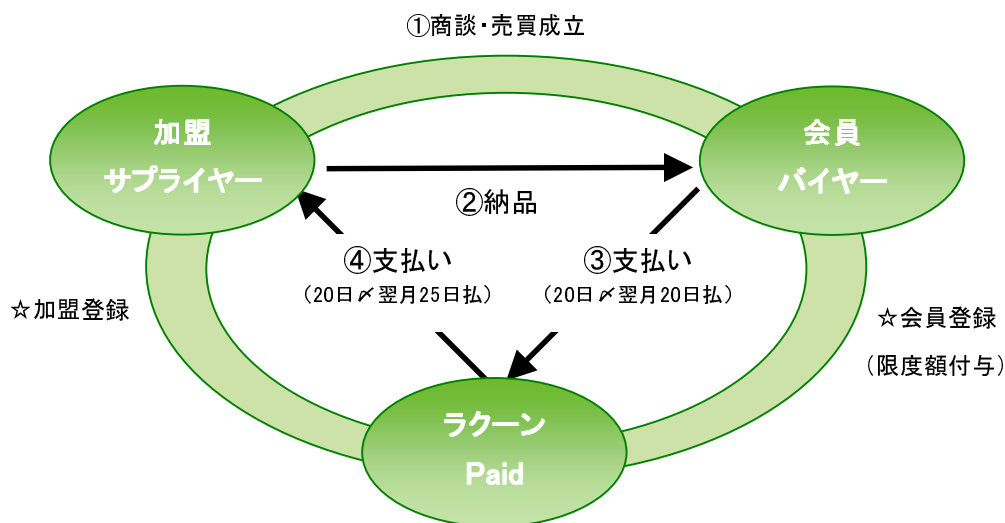 ①商談・売買成立
加盟
サプライヤー
会員
バイヤー
②納品
④支払い
（20日〆翌月25日払）
③支払い
（20日〆翌月20日払）
☆加盟登録
☆会員登録
（限度額付与）
ラクーン
Paid